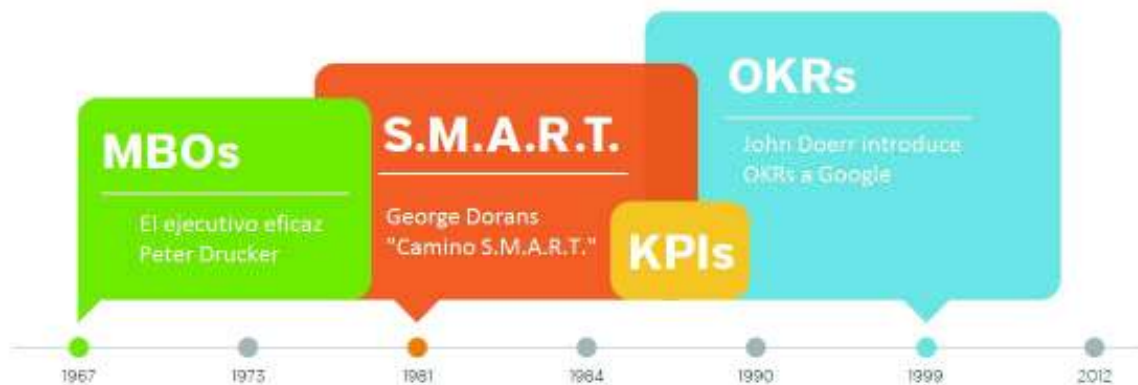 MBOs
El ejecutivo eficaz
Peter Drucker
S.M.A.R.T.
George Dorans
"Camino S.M.A.R.T."
KPIs
OKRs
John Doerr introduce
OKRs a Google
1967
1973
1981
1984
1990
1999
2012